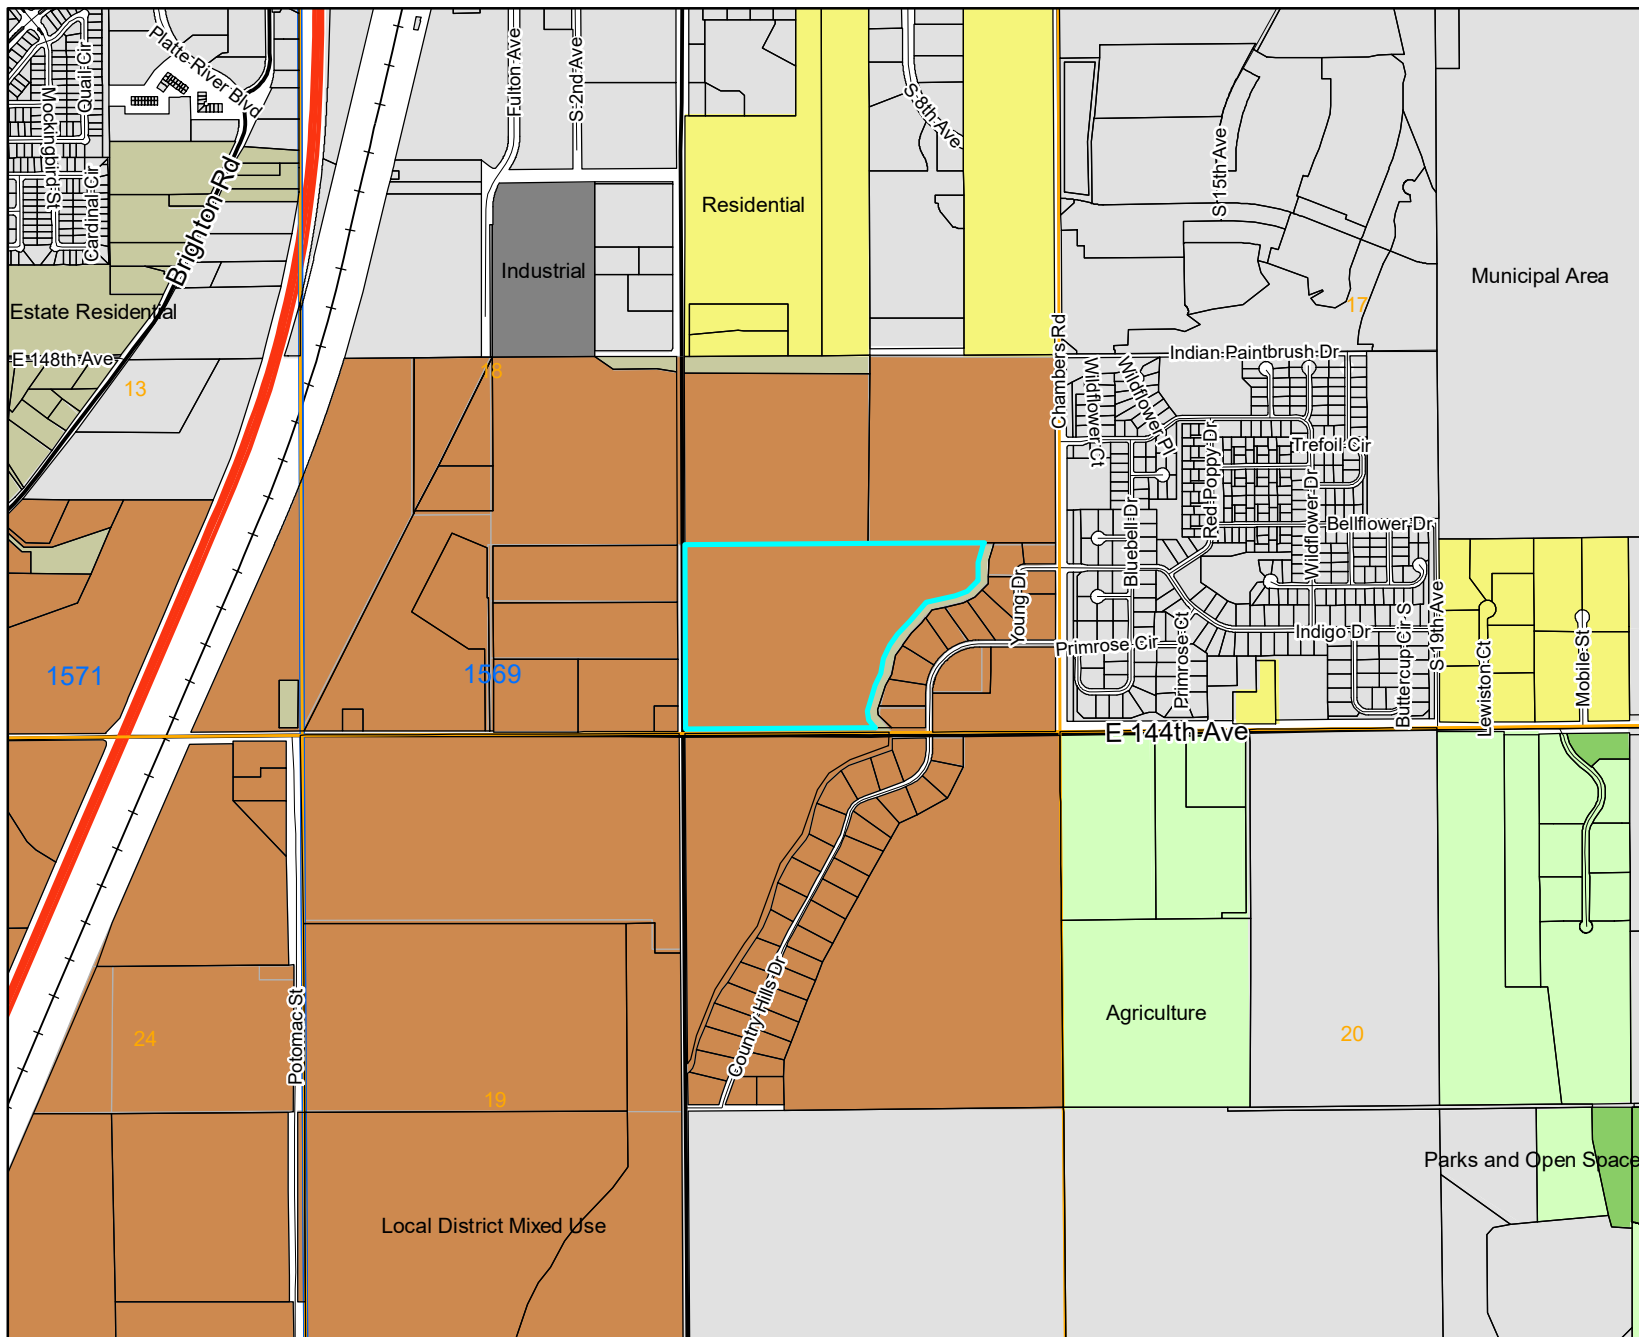 Platte River Blvd
Quail Cir
Mockingbird St
Cardinal Cir
Brighton Rd
Fulton Ave
S 2nd Ave
S 8th Ave
S 15th Ave
Residential
Industrial
Municipal Area
17
Estate Residential
E 148th Ave
13
18
Chambers Rd
Indian Paintbrush Dr
Wildflower Ct
Wildflower Pl
Red Poppy Dr
Trefoil Cir
Wildflower Dr
Bellflower Dr
Bluebell Dr
Young Dr
Primrose Cir
Primrose Ct
Indigo Dr
Buttercup Cir S
S 19th Ave
Lewiston Ct
Mobile St
1571
1569
E 144th Ave
Country Hills Dr
Potomac St
Agriculture
24
20
19
Parks and Open Space
Local District Mixed Use